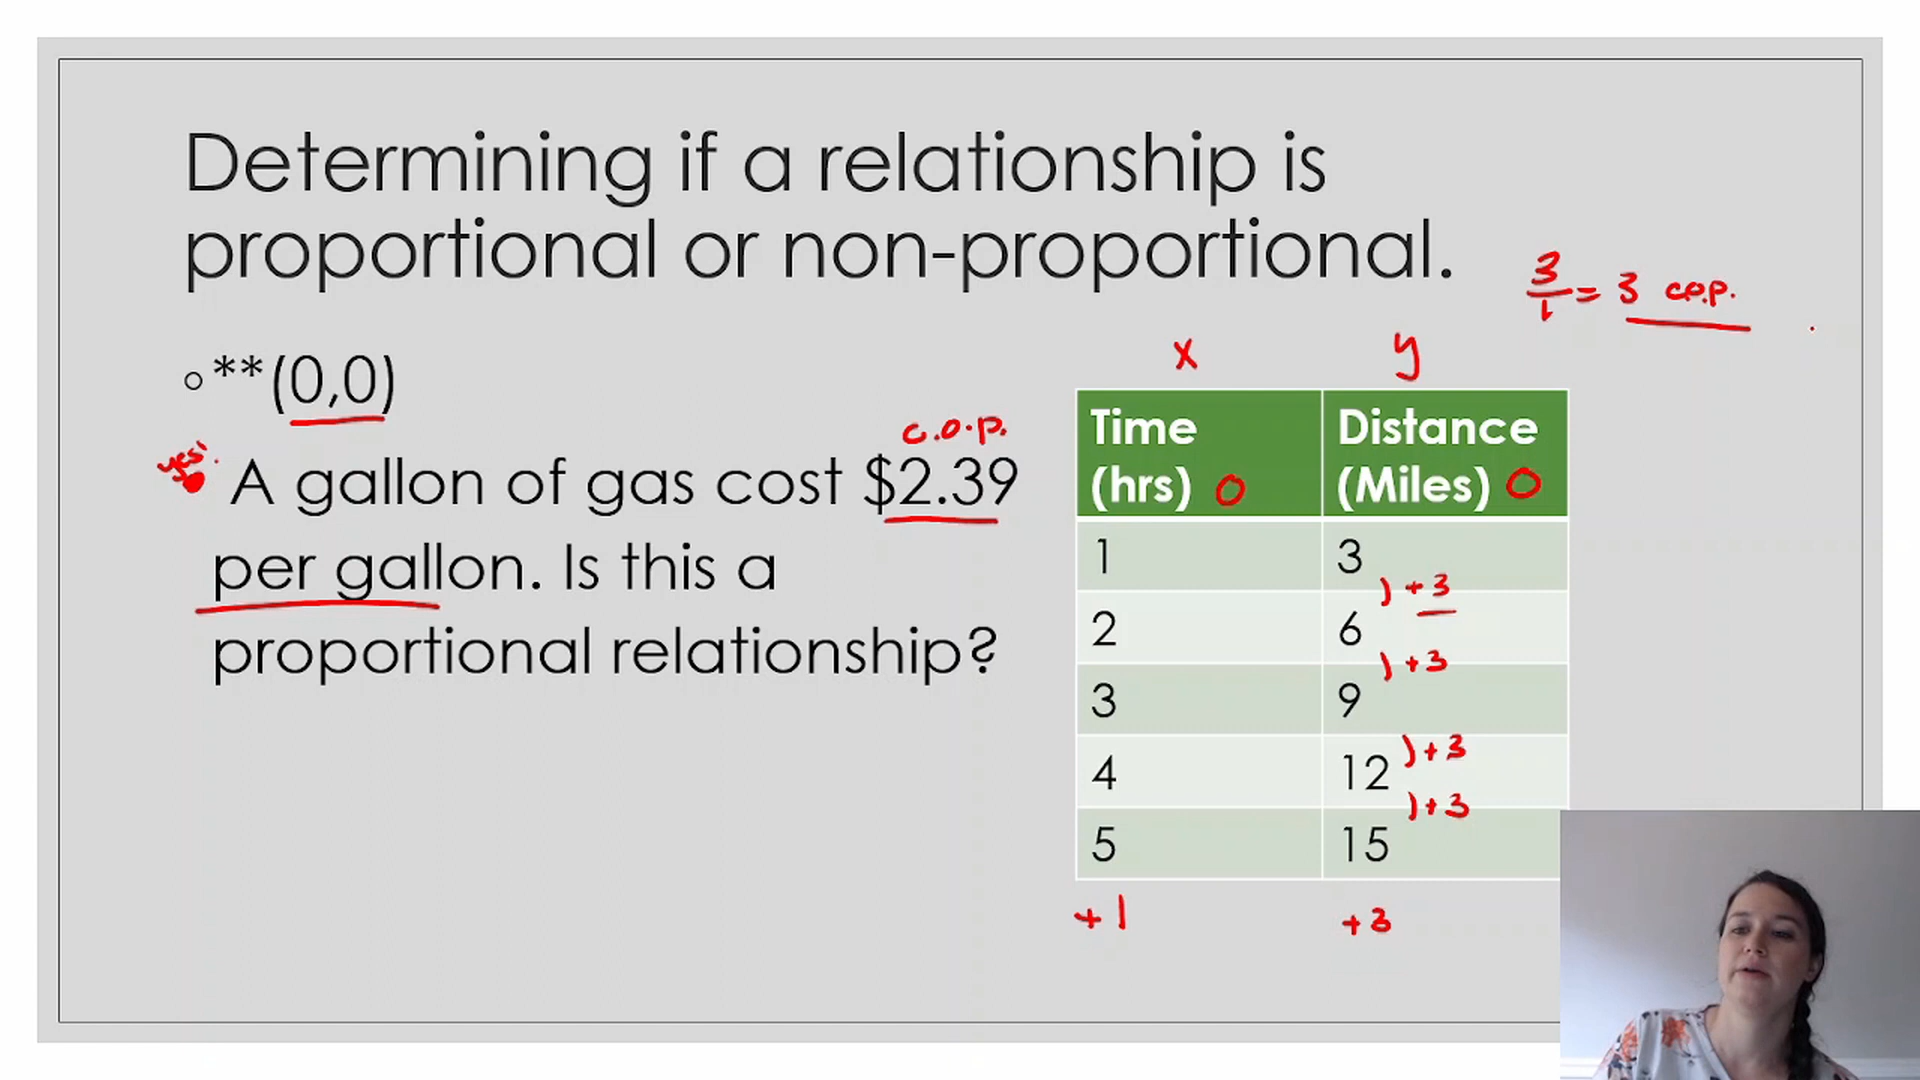 Determining if a relationship is
proportional or non-proportional.
3/1 = 3 c.o.p.
◦**(0,0)
yes!
c.o.p.
A gallon of gas cost $2.39
per gallon. Is this a
proportional relationship?
x y
Time (hrs) 0 Distance (Miles) 0
1 3
) +3
2 6
) +3
3 9
) +3
4 12
) +3
5 15
+1 +3